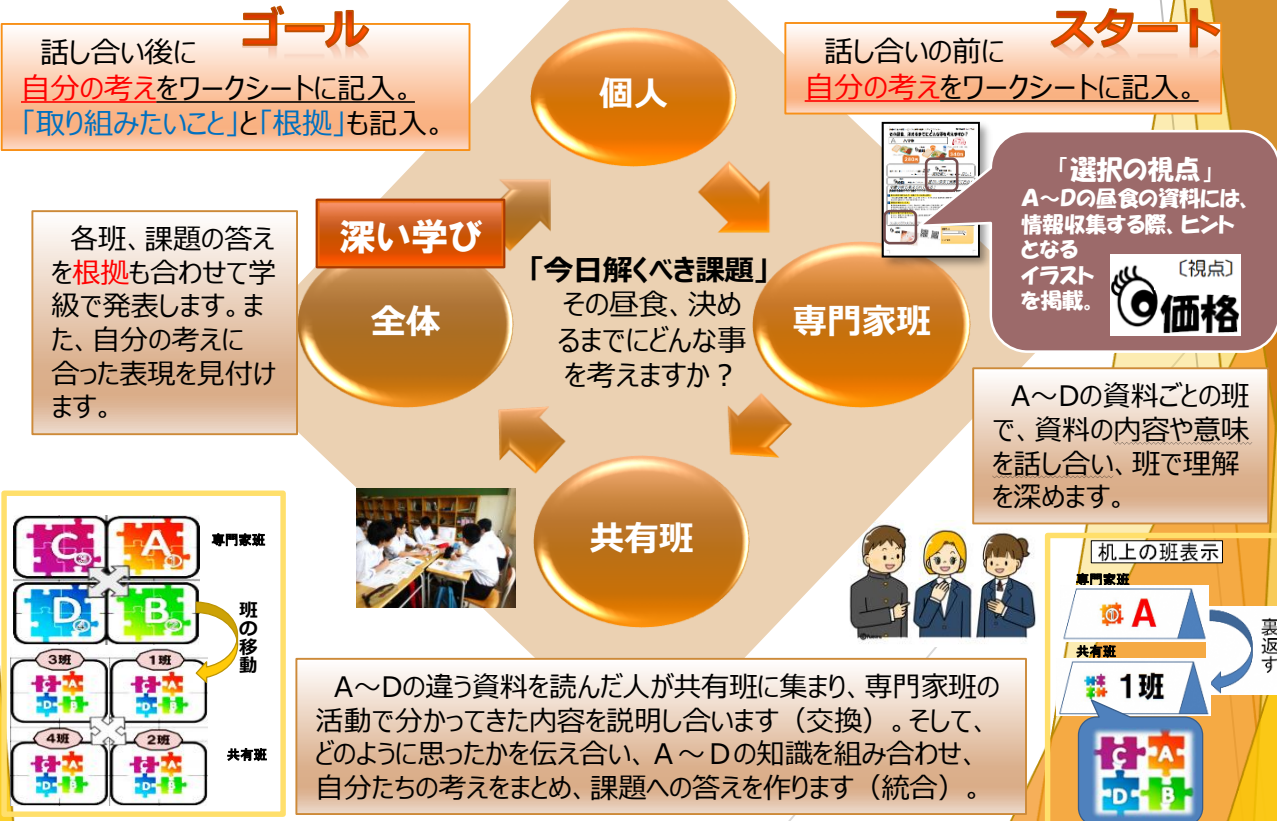 ゴール
話し合い後に
自分の考えをワークシートに記入。
「取り組みたいこと」と「根拠」も記入。
スタート
話し合いの前に
自分の考えをワークシートに記入。
個人
「選択の視点」
A～Dの昼食の資料には、
情報収集する際、ヒント
となる
イラスト
を掲載。
〔視点〕
価格
各班、課題の答え
を根拠も合わせて学
級で発表します。ま
た、自分の考えに
合った表現を見付け
ます。
深い学び
全体
「今日解くべき課題」
その昼食、決め
るまでにどんな事
を考えますか？
専門家班
A～Dの資料ごとの班
で、資料の内容や意味
を話し合い、班で理解
を深めます。
共有班
C
A
D
B
専門家班
班の移動
3班
1班
4班
2班
共有班
A～Dの違う資料を読んだ人が共有班に集まり、専門家班の
活動で分かってきた内容を説明し合います（交換）。そして、
どのように思ったかを伝え合い、A～Dの知識を組み合わせ、
自分たちの考えをまとめ、課題への答えを作ります（統合）。
机上の班表示
専門家班
① A
共有班
1班
裏返す
C
A
D
B